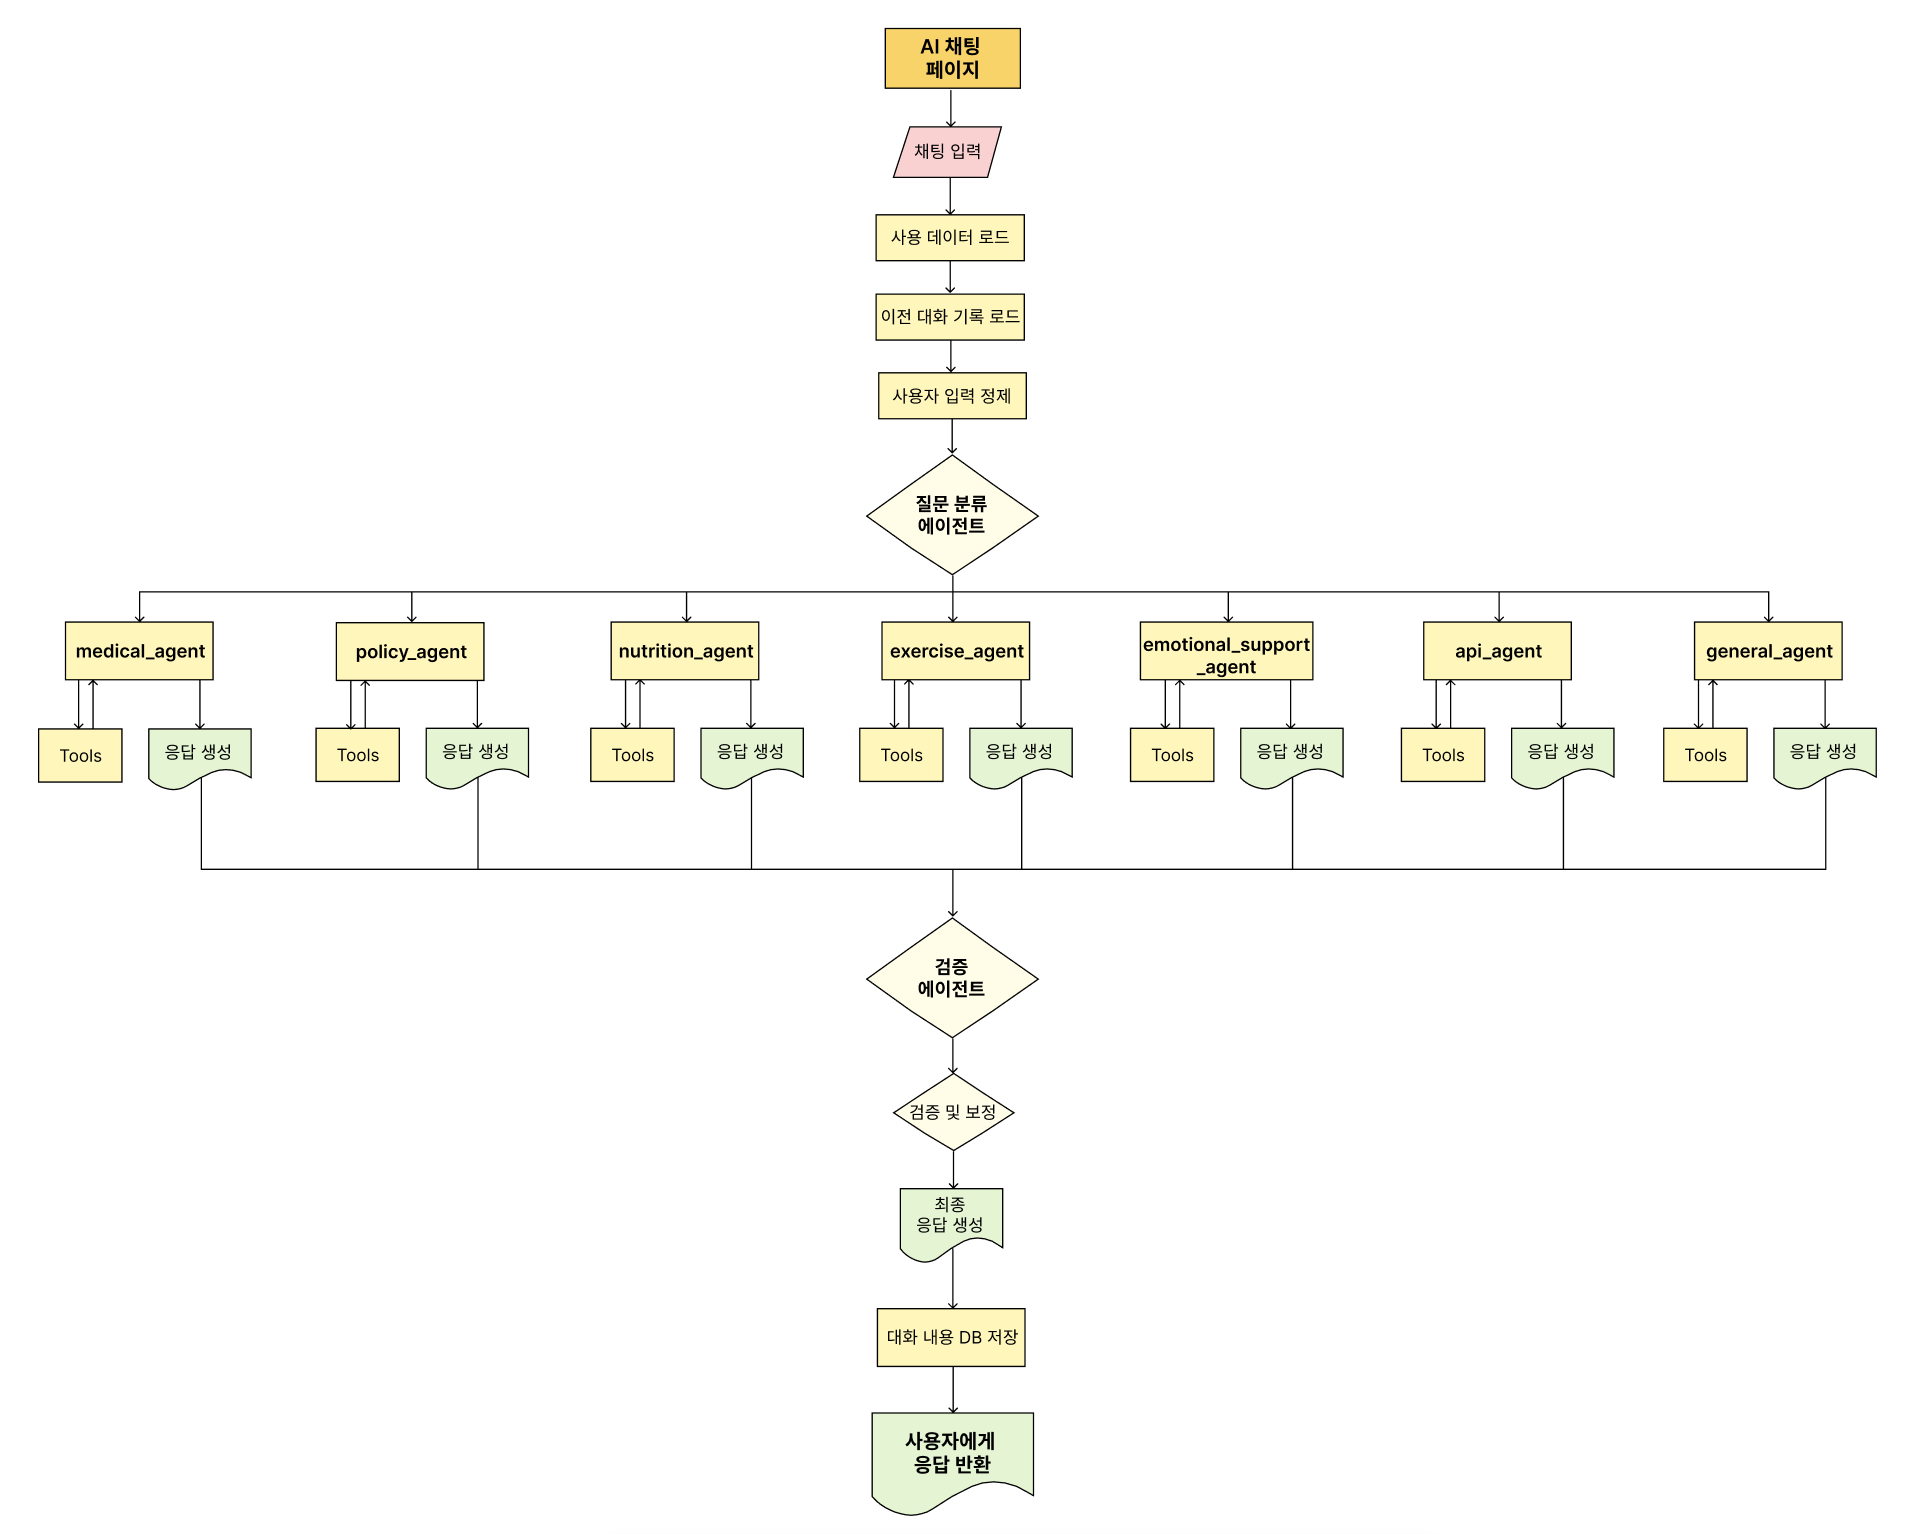 AI 채팅
페이지
채팅 입력
사용 데이터 로드
이전 대화 기록 로드
사용자 입력 정제
질문 분류
에이전트
medical_agent
policy_agent
nutrition_agent
exercise_agent
emotional_support
_agent
api_agent
general_agent
Tools
응답 생성
Tools
응답 생성
Tools
응답 생성
Tools
응답 생성
Tools
응답 생성
Tools
응답 생성
Tools
응답 생성
검증
에이전트
검증 및 보정
최종
응답 생성
대화 내용 DB 저장
사용자에게
응답 반환